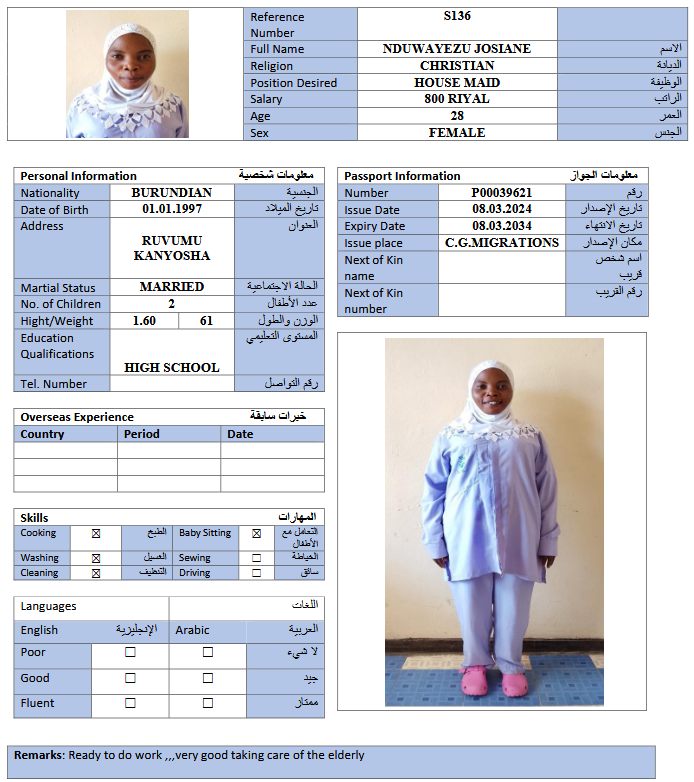 Reference Number S136
Full Name NDUWAYEZU JOSIANE الاسم
Religion CHRISTIAN الديانة
Position Desired HOUSE MAID الوظيفة
Salary 800 RIYAL الراتب
Age 28 العمر
Sex FEMALE الجنس
Personal Information معلومات شخصية
Nationality BURUNDIAN الجنسية
Date of Birth 01.01.1997 تاريخ الميلاد
Address RUVUMU KANYOSHA العنوان
Martial Status MARRIED الحالة الاجتماعية
No. of Children 2 عدد الأطفال
Hight/Weight 1.60 61 الوزن والطول
Education Qualifications HIGH SCHOOL المستوى التعليمي
Tel. Number رقم التواصل
Passport Information معلومات الجواز
Number P00039621 رقم
Issue Date 08.03.2024 تاريخ الإصدار
Expiry Date 08.03.2034 تاريخ الانتهاء
Issue place C.G.MIGRATIONS مكان الإصدار
Next of Kin name اسم شخص قريب
Next of Kin number رقم القريب
Overseas Experience خبرات سابقة
Country Period Date
Skills المهارات
Cooking ☒ الطبخ Baby Sitting ☒ التعامل مع الأطفال
Washing ☒ الغسيل Sewing ☐ الخياطة
Cleaning ☒ التنظيف Driving ☐ سائق
Languages اللغات
English الإنجليزية Arabic العربية
Poor ☐ ☐ لا شيء
Good ☐ ☐ جيد
Fluent ☐ ☐ ممتاز
Remarks: Ready to do work ,,,very good taking care of the elderly